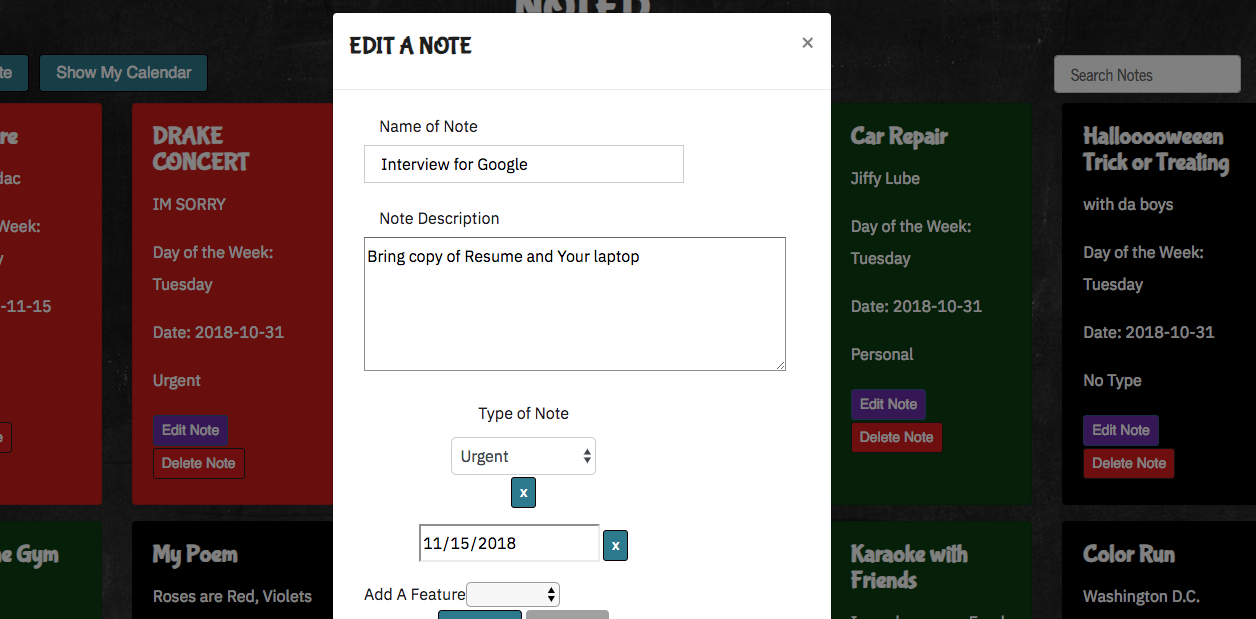 NOTED
EDIT A NOTE
×
te
Show My Calendar
Search Notes
re
dac
Week:
y
-11-15
e
DRAKE
CONCERT
IM SORRY
Day of the Week:
Tuesday
Date: 2018-10-31
Urgent
Edit Note
Delete Note
Name of Note
Interview for Google
Note Description
Bring copy of Resume and Your laptop
Type of Note
Urgent
x
11/15/2018
x
Add A Feature
Car Repair
Jiffy Lube
Day of the Week:
Tuesday
Date: 2018-10-31
Personal
Edit Note
Delete Note
Hallooooweeen
Trick or Treating
with da boys
Day of the Week:
Tuesday
Date: 2018-10-31
No Type
Edit Note
Delete Note
e Gym
My Poem
Roses are Red, Violets
Karaoke with
Friends
Color Run
Washington D.C.